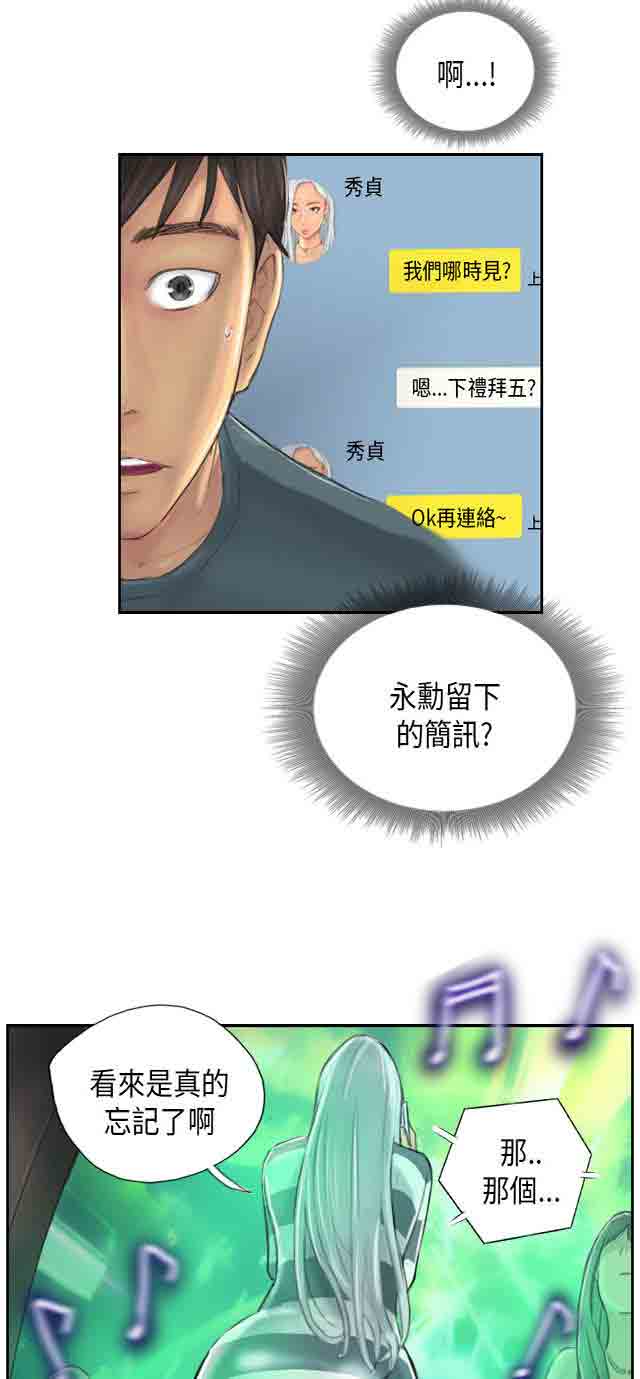 啊...!
秀貞
我們哪時見?
上
嗯...下禮拜五?
秀貞
Ok再連絡~
上
永勳留下
的簡訊?
看來是真的
忘記了啊
那..
那個...